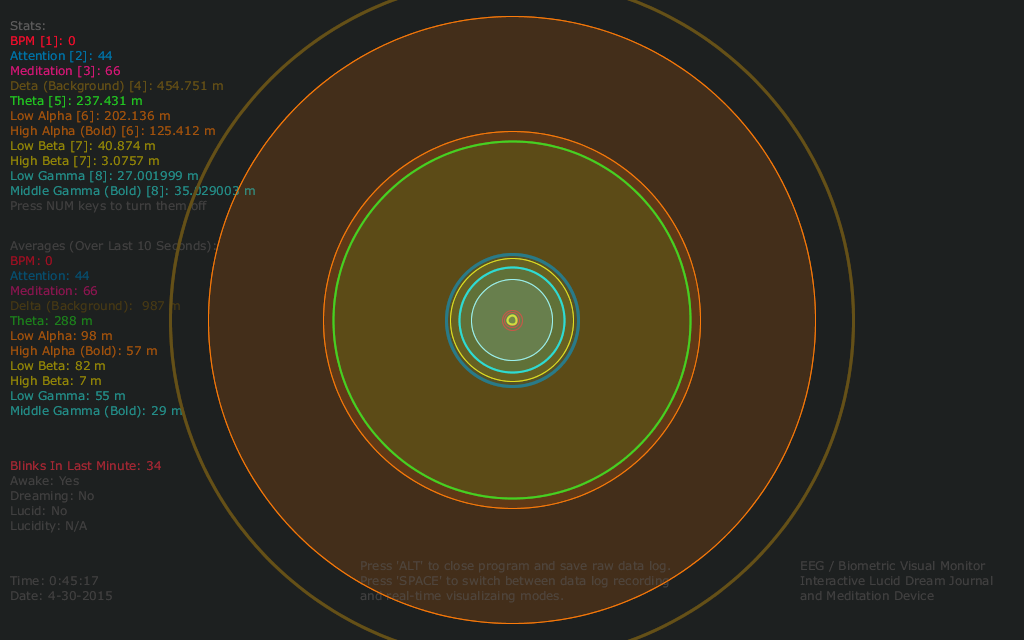 Stats:
BPM [1]: 0
Attention [2]: 44
Meditation [3]: 66
Deta (Background) [4]: 454.751 m
Theta [5]: 237.431 m
Low Alpha [6]: 202.136 m
High Alpha (Bold) [6]: 125.412 m
Low Beta [7]: 40.874 m
High Beta [7]: 3.0757 m
Low Gamma [8]: 27.001999 m
Middle Gamma (Bold) [8]: 35.029003 m
Press NUM keys to turn them off
Averages (Over Last 10 Seconds):
BPM: 0
Attention: 44
Meditation: 66
Delta (Background): 987 m
Theta: 288 m
Low Alpha: 98 m
High Alpha (Bold): 57 m
Low Beta: 82 m
High Beta: 7 m
Low Gamma: 55 m
Middle Gamma (Bold): 29 m
Blinks In Last Minute: 34
Awake: Yes
Dreaming: No
Lucid: No
Lucidity: N/A
Time: 0:45:17
Date: 4-30-2015
Press 'ALT' to close program and save raw data log.
Press 'SPACE' to switch between data log recording
and real-time visualizaing modes.
EEG / Biometric Visual Monitor
Interactive Lucid Dream Journal
and Meditation Device